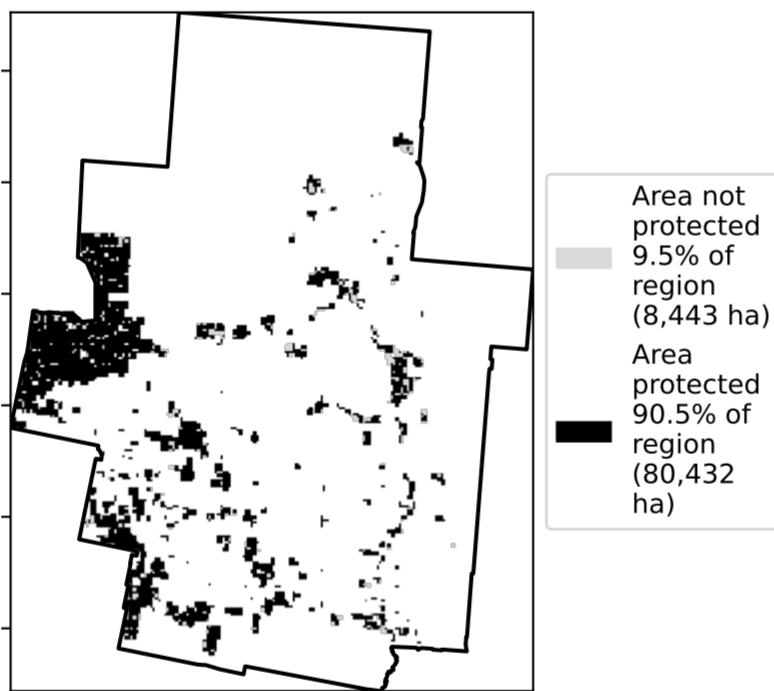 Area not
protected
9.5% of
region
(8,443 ha)
Area
protected
90.5% of
region
(80,432
ha)